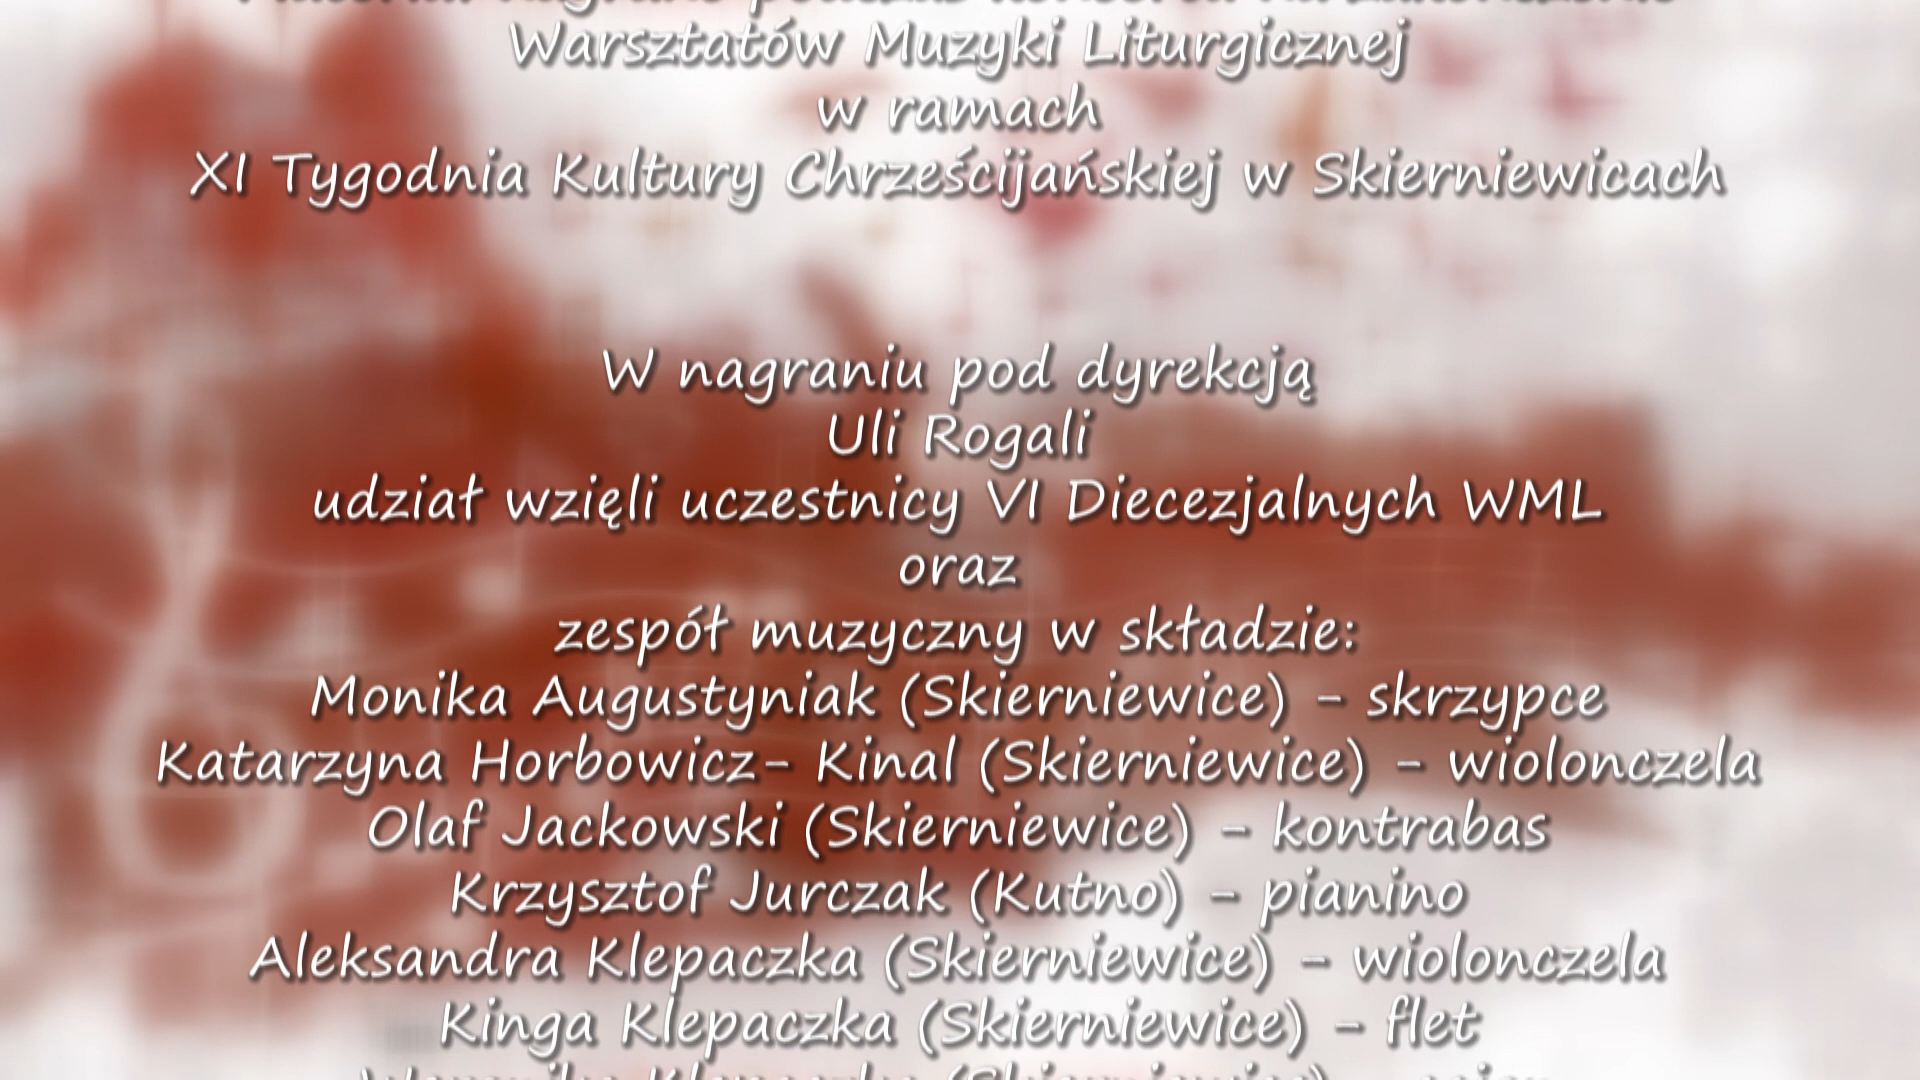 Warsztatów Muzyki Liturgicznej
w ramach
XI Tygodnia Kultury Chrześcijańskiej w Skierniewicach
W nagraniu pod dyrekcją
Uli Rogali
udział wzięli uczestnicy VI Diecezjalnych WML
oraz
zespół muzyczny w składzie:
Monika Augustyniak (Skierniewice) - skrzypce
Katarzyna Horbowicz- Kinal (Skierniewice) - wiolonczela
Olaf Jackowski (Skierniewice) - kontrabas
Krzysztof Jurczak (Kutno) - pianino
Aleksandra Klepaczka (Skierniewice) - wiolonczela
Kinga Klepaczka (Skierniewice) - flet